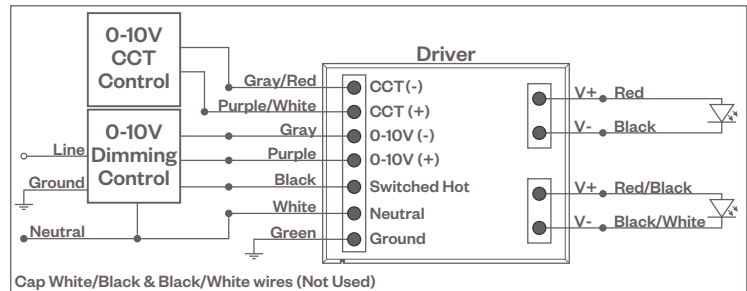 0-10V
CCT
Control
Driver
Gray/Red
CCT (-)
Purple/White
CCT (+)
V+ Red
V- Black
0-10V
Dimming
Control
Gray
0-10V (-)
Line
Purple
0-10V (+)
Ground
Black
Switched Hot
V+ Red/Black
White
Neutral
V- Black/White
Neutral
Green
Ground
Cap White/Black & Black/White wires (Not Used)